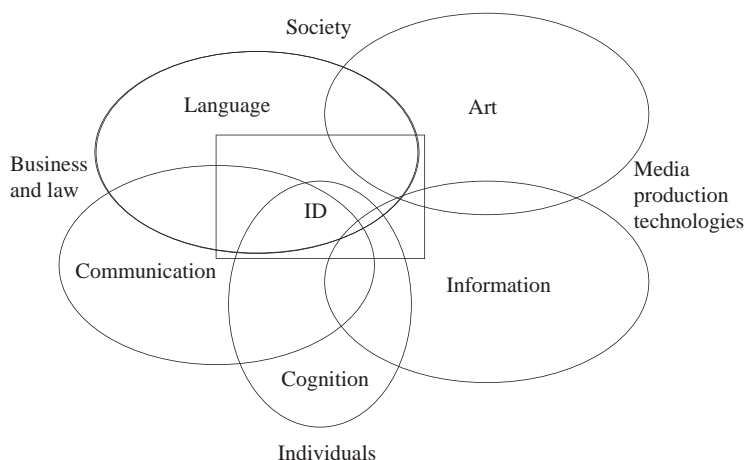 Society
Language
Art
Business
and law
Media
production
technologies
ID
Communication
Information
Cognition
Individuals